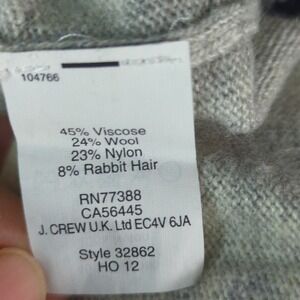 104766
45% Viscose
24% Wool
23% Nylon
8% Rabbit Hair
RN77388
CA56445
J. CREW U.K. Ltd EC4V 6JA
Style 32862
HO 12